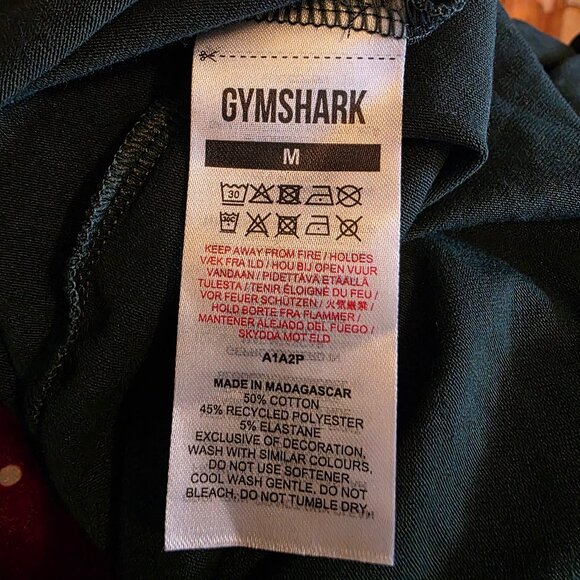 GYMSHARK
M
30
KEEP AWAY FROM FIRE / HOLDES
VÆK FRA ILD / HOU BIJ OPEN VUUR
VANDAAN / PIDETTÄVÄ ETÄÄLLÄ
TULESTA / TENIR ÉLOIGNÉ DU FEU /
VOR FEUER SCHÜTZEN / 火気厳禁 /
HOLD BORTE FRA FLAMMER /
MANTENER ALEJADO DEL FUEGO /
SKYDDA MOT ELD
A1A2P
MADE IN MADAGASCAR
50% COTTON
45% RECYCLED POLYESTER
5% ELASTANE
EXCLUSIVE OF DECORATION,
WASH WITH SIMILAR COLOURS,
DO NOT USE SOFTENER
COOL WASH GENTLE, DO NOT
BLEACH, DO NOT TUMBLE DRY,